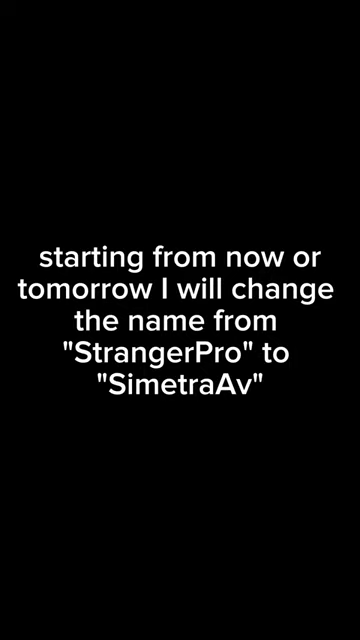 starting from now or
tomorrow I will change
the name from
"StrangerPro" to
"SimetraAv"